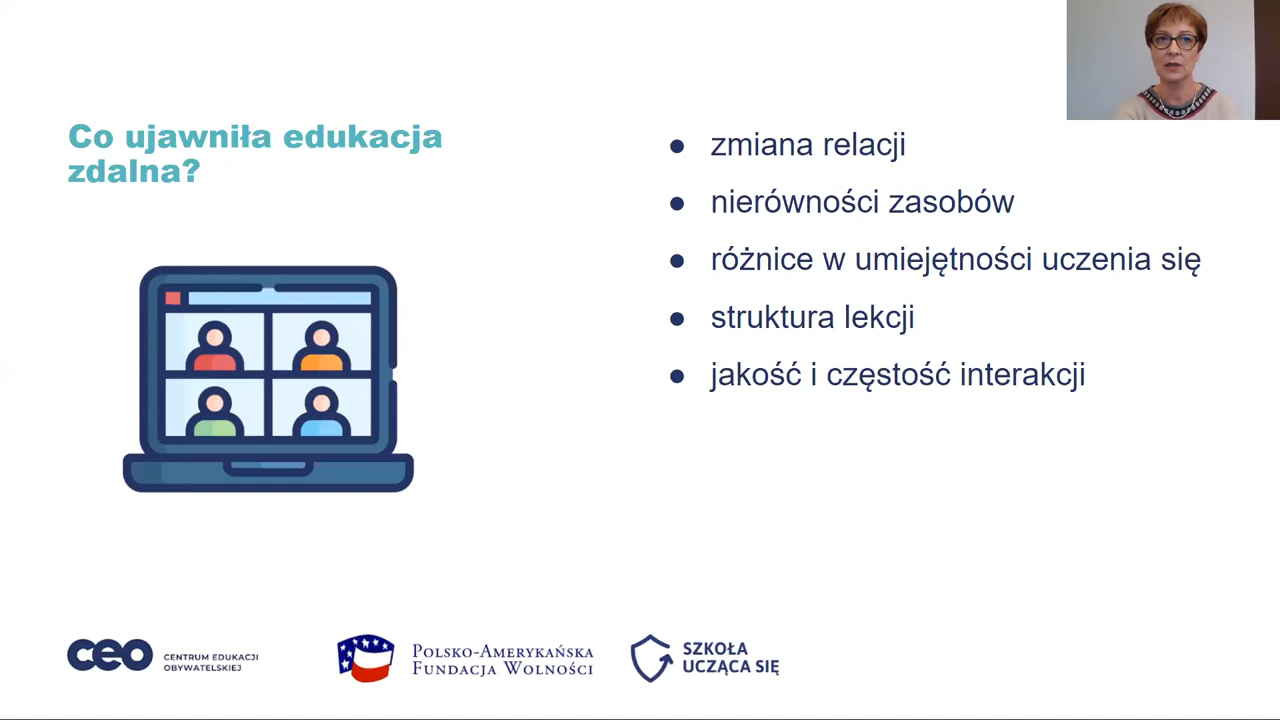 Co ujawniła edukacja
zdalna?
● zmiana relacji
● nierówności zasobów
● różnice w umiejętności uczenia się
● struktura lekcji
● jakość i częstość interakcji
ceo CENTRUM EDUKACJI
OBYWATELSKIEJ
POLSKO-AMERYKAŃSKA
FUNDACJA WOLNOŚCI
SZKOŁA
UCZĄCA SIĘ